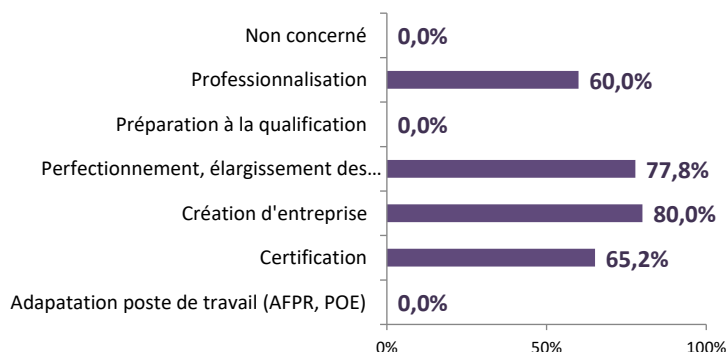 Non concerné 0,0%
Professionnalisation 60,0%
Préparation à la qualification 0,0%
Perfectionnement, élargissement des... 77,8%
Création d'entreprise 80,0%
Certification 65,2%
Adapatation poste de travail (AFPR, POE) 0,0%
0% 50% 100%